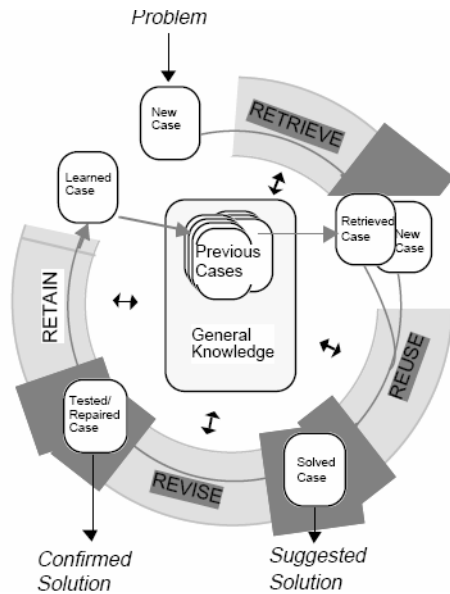 Problem
New
Case
RETRIEVE
Learned
Case
Retrieved
Case
New
Case
Previous
Cases
General
Knowledge
RETAIN
REUSE
Tested/
Repaired
Case
Solved
Case
REVISE
Confirmed
Solution
Suggested
Solution